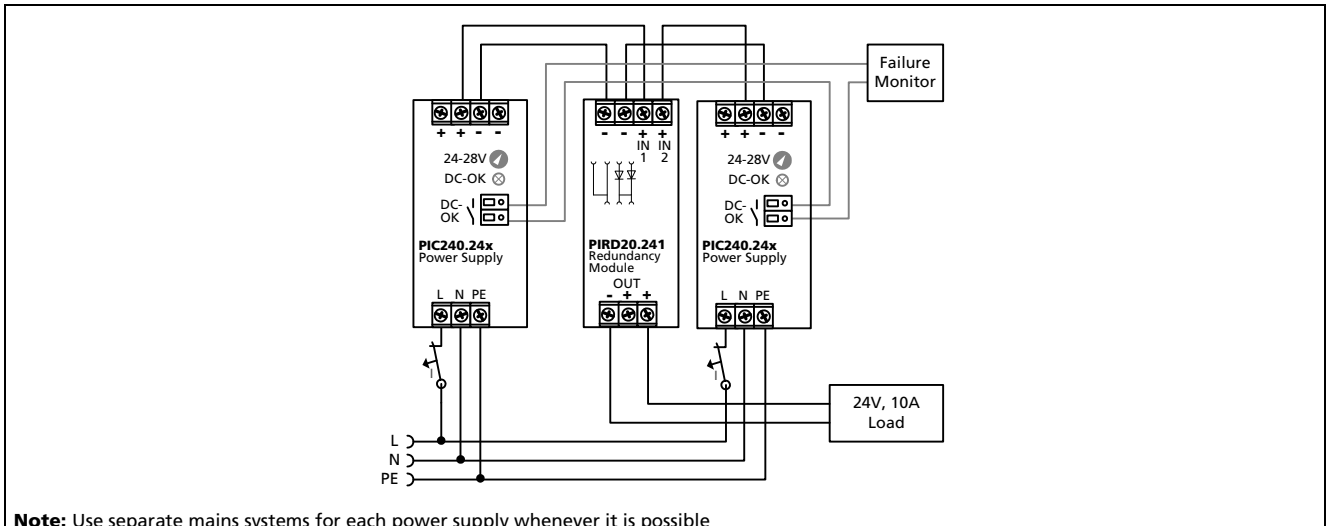 Failure
Monitor
+ + - -
- - + +
IN IN
1 2
+ + - -
24-28V
DC-OK
DC-
OK
PIC240.24x
Power Supply
L N PE
PIRD20.241
Redundancy
Module
OUT
- + +
24-28V
DC-OK
DC-
OK
PIC240.24x
Power Supply
L N PE
I
I
24V, 10A
Load
L
N
PE
Note: Use separate mains systems for each power supply whenever it is possible